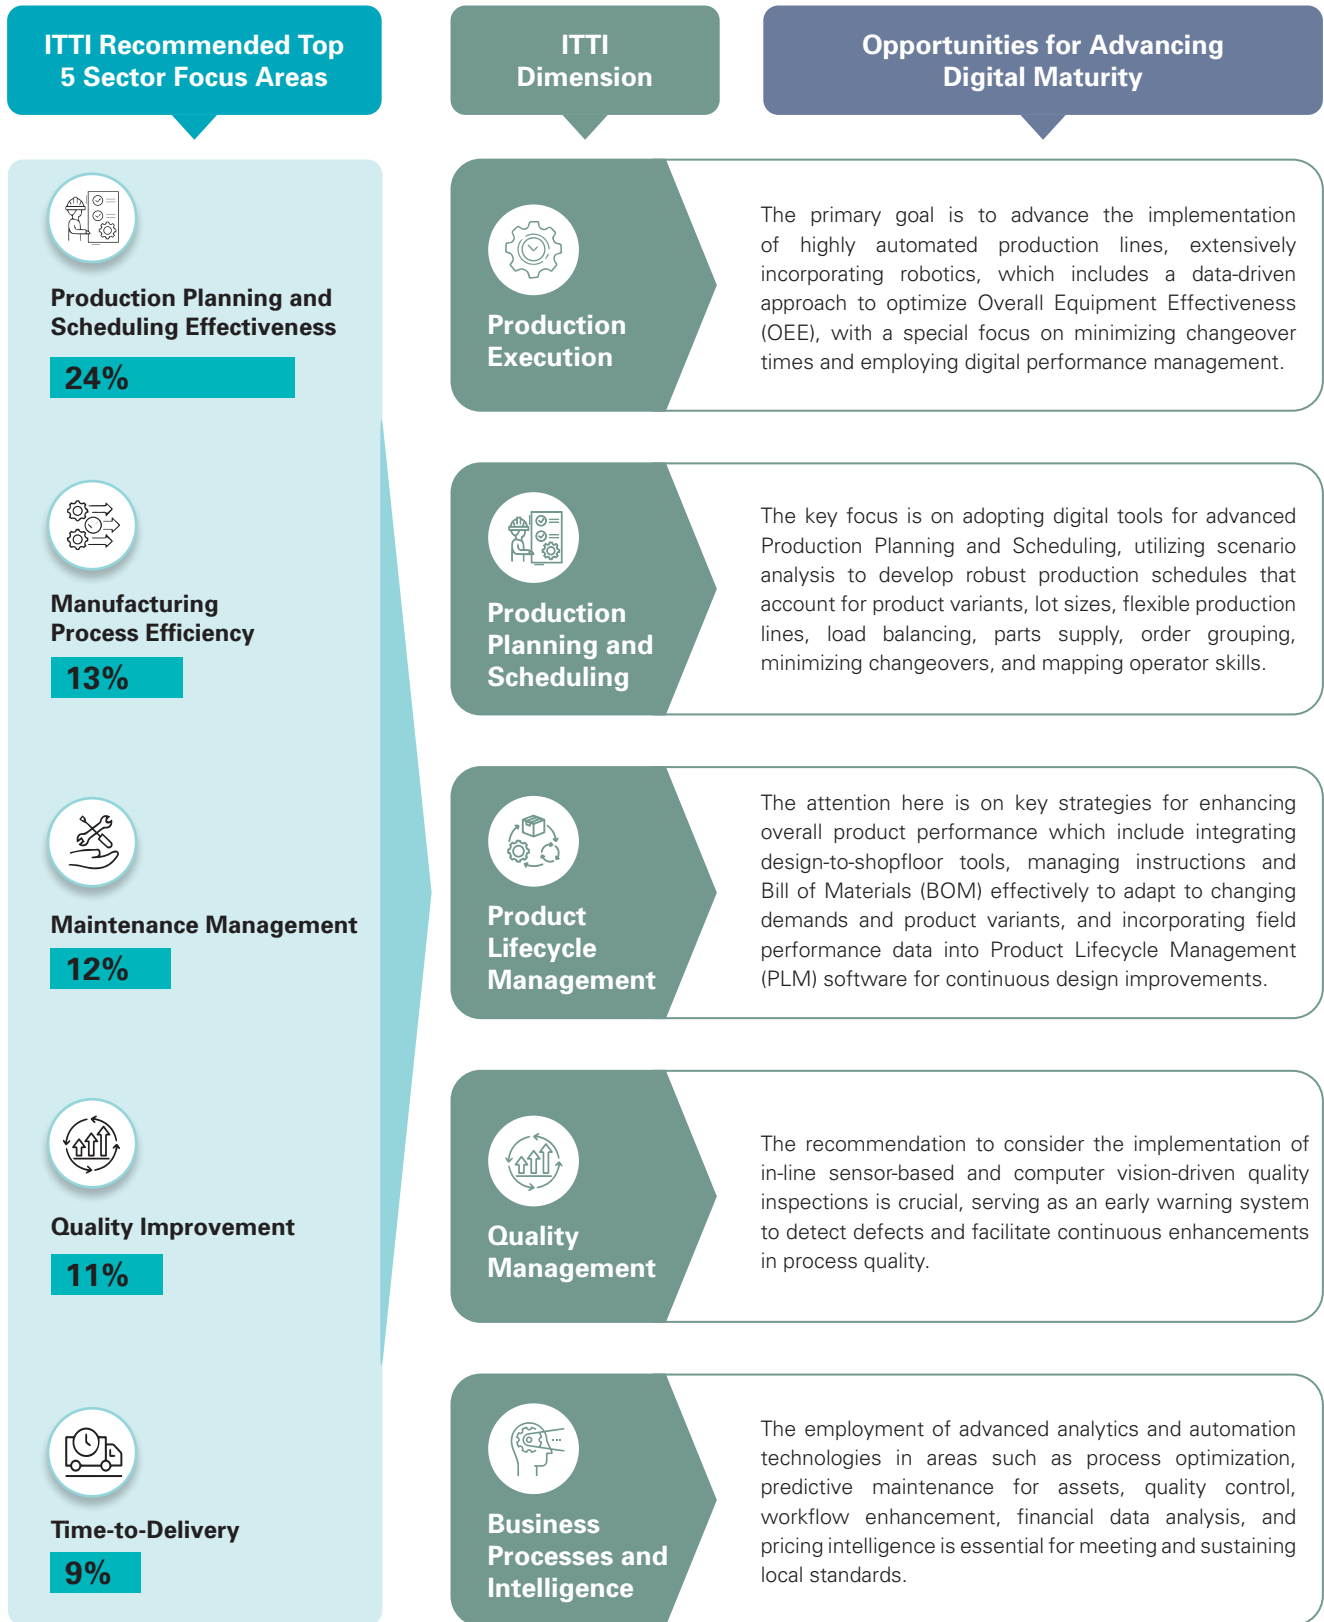 ITTI Recommended Top
5 Sector Focus Areas
Production Planning and
Scheduling Effectiveness
24%
Manufacturing
Process Efficiency
13%
Maintenance Management
12%
Quality Improvement
11%
Time-to-Delivery
9%
ITTI
Dimension
Opportunities for Advancing
Digital Maturity
Production
Execution
The primary goal is to advance the implementation
of highly automated production lines, extensively
incorporating robotics, which includes a data-driven
approach to optimize Overall Equipment Effectiveness
(OEE), with a special focus on minimizing changeover
times and employing digital performance management.
Production
Planning and
Scheduling
The key focus is on adopting digital tools for advanced
Production Planning and Scheduling, utilizing scenario
analysis to develop robust production schedules that
account for product variants, lot sizes, flexible production
lines, load balancing, parts supply, order grouping,
minimizing changeovers, and mapping operator skills.
Product
Lifecycle
Management
The attention here is on key strategies for enhancing
overall product performance which include integrating
design-to-shopfloor tools, managing instructions and
Bill of Materials (BOM) effectively to adapt to changing
demands and product variants, and incorporating field
performance data into Product Lifecycle Management
(PLM) software for continuous design improvements.
Quality
Management
The recommendation to consider the implementation of
in-line sensor-based and computer vision-driven quality
inspections is crucial, serving as an early warning system
to detect defects and facilitate continuous enhancements
in process quality.
Business
Processes and
Intelligence
The employment of advanced analytics and automation
technologies in areas such as process optimization,
predictive maintenance for assets, quality control,
workflow enhancement, financial data analysis, and
pricing intelligence is essential for meeting and sustaining
local standards.